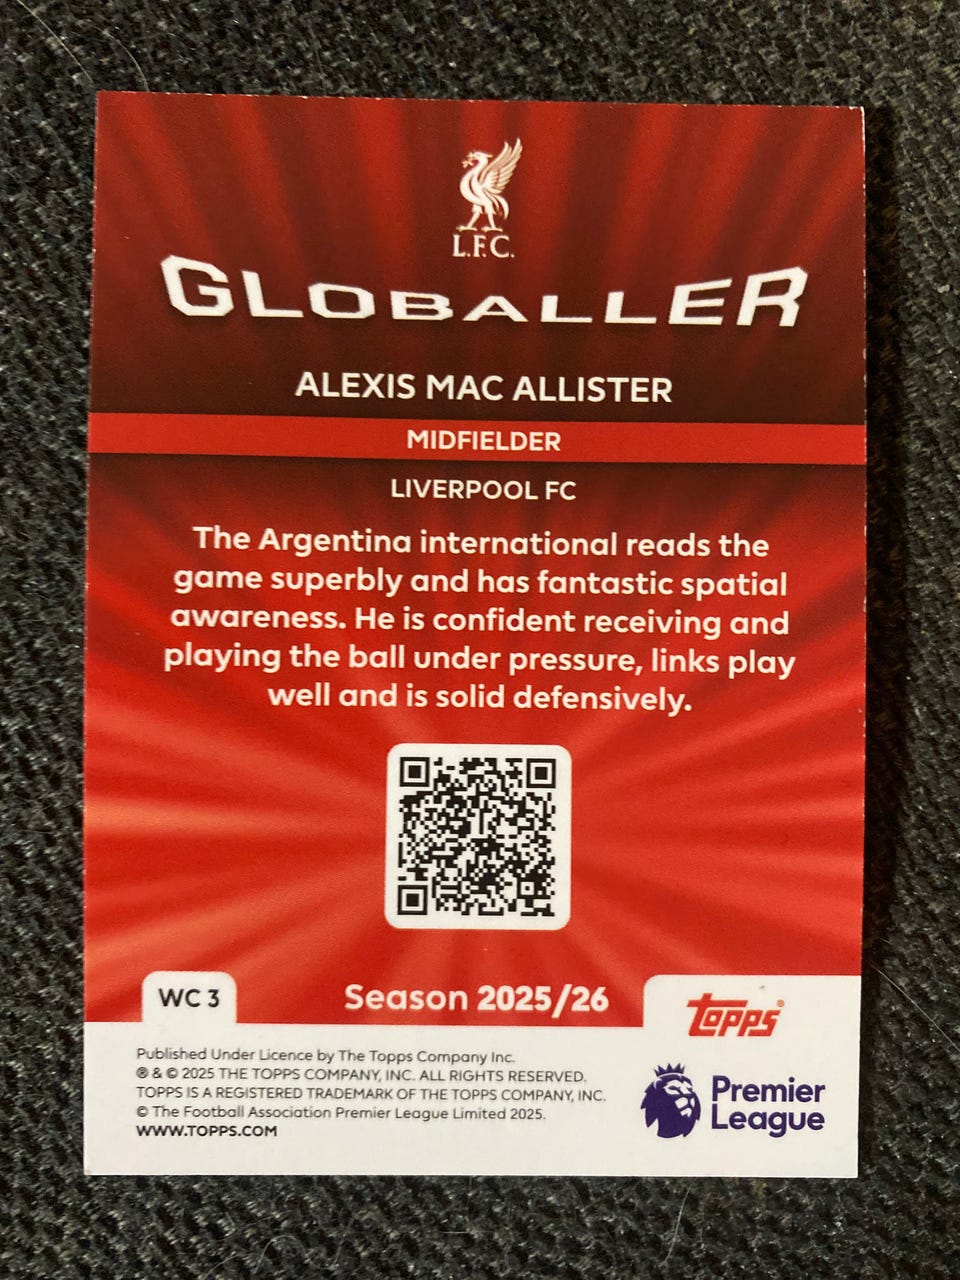 L.F.C.
GLOBALLER
ALEXIS MAC ALLISTER
MIDFIELDER
LIVERPOOL FC
The Argentina international reads the
game superbly and has fantastic spatial
awareness. He is confident receiving and
playing the ball under pressure, links play
well and is solid defensively.
WC 3
Season 2025/26
Topps®
Published Under Licence by The Topps Company Inc.
® & © 2025 THE TOPPS COMPANY, INC. ALL RIGHTS RESERVED.
TOPPS IS A REGISTERED TRADEMARK OF THE TOPPS COMPANY, INC.
© The Football Association Premier League Limited 2025.
WWW.TOPPS.COM
Premier
League